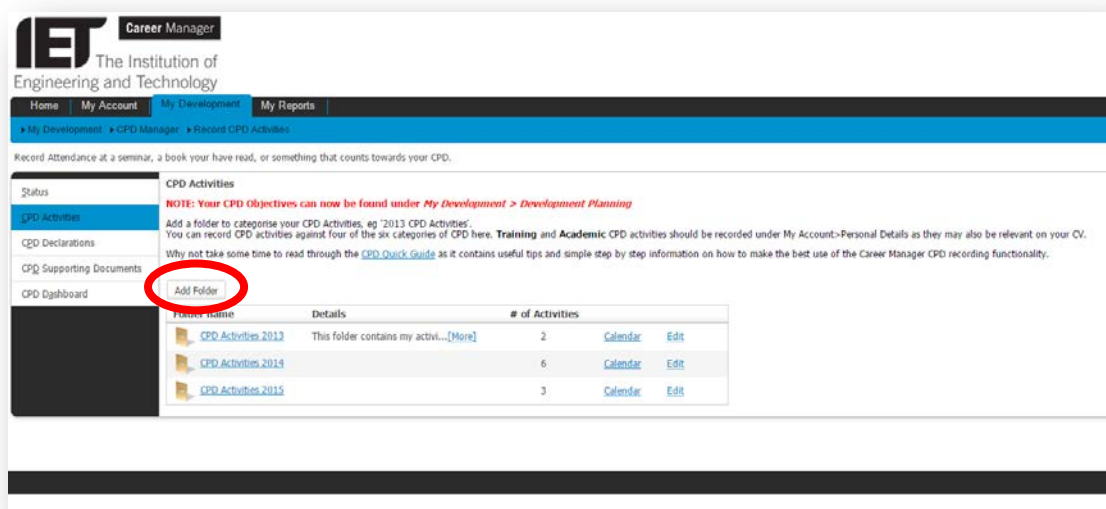 IET Career Manager
The Institution of
Engineering and Technology
Home My Account My Development My Reports
My Development CPD Manager Record CPD Activities
Record Attendance at a seminar, a book your have read, or something that counts towards your CPD.
Status
CPD Activities
CPD Declarations
CPD Supporting Documents
CPD Dashboard
CPD Activities
NOTE: Your CPD Objectives can now be found under My Development > Development Planning
Add a folder to categorise your CPD Activities, eg '2013 CPD Activities'.
You can record CPD activities against four of the six categories of CPD here. Training and Academic CPD activities should be recorded under My Account>Personal Details as they may also be relevant on your CV.
Why not take some time to read through the CPD Quick Guide as it contains useful tips and simple step by step information on how to make the best use of the Career Manager CPD recording functionality.
Add Folder
Folder name Details # of Activities
CPD Activities 2013 This folder contains my activi...[More] 2 Calendar Edit
CPD Activities 2014 6 Calendar Edit
CPD Activities 2015 3 Calendar Edit